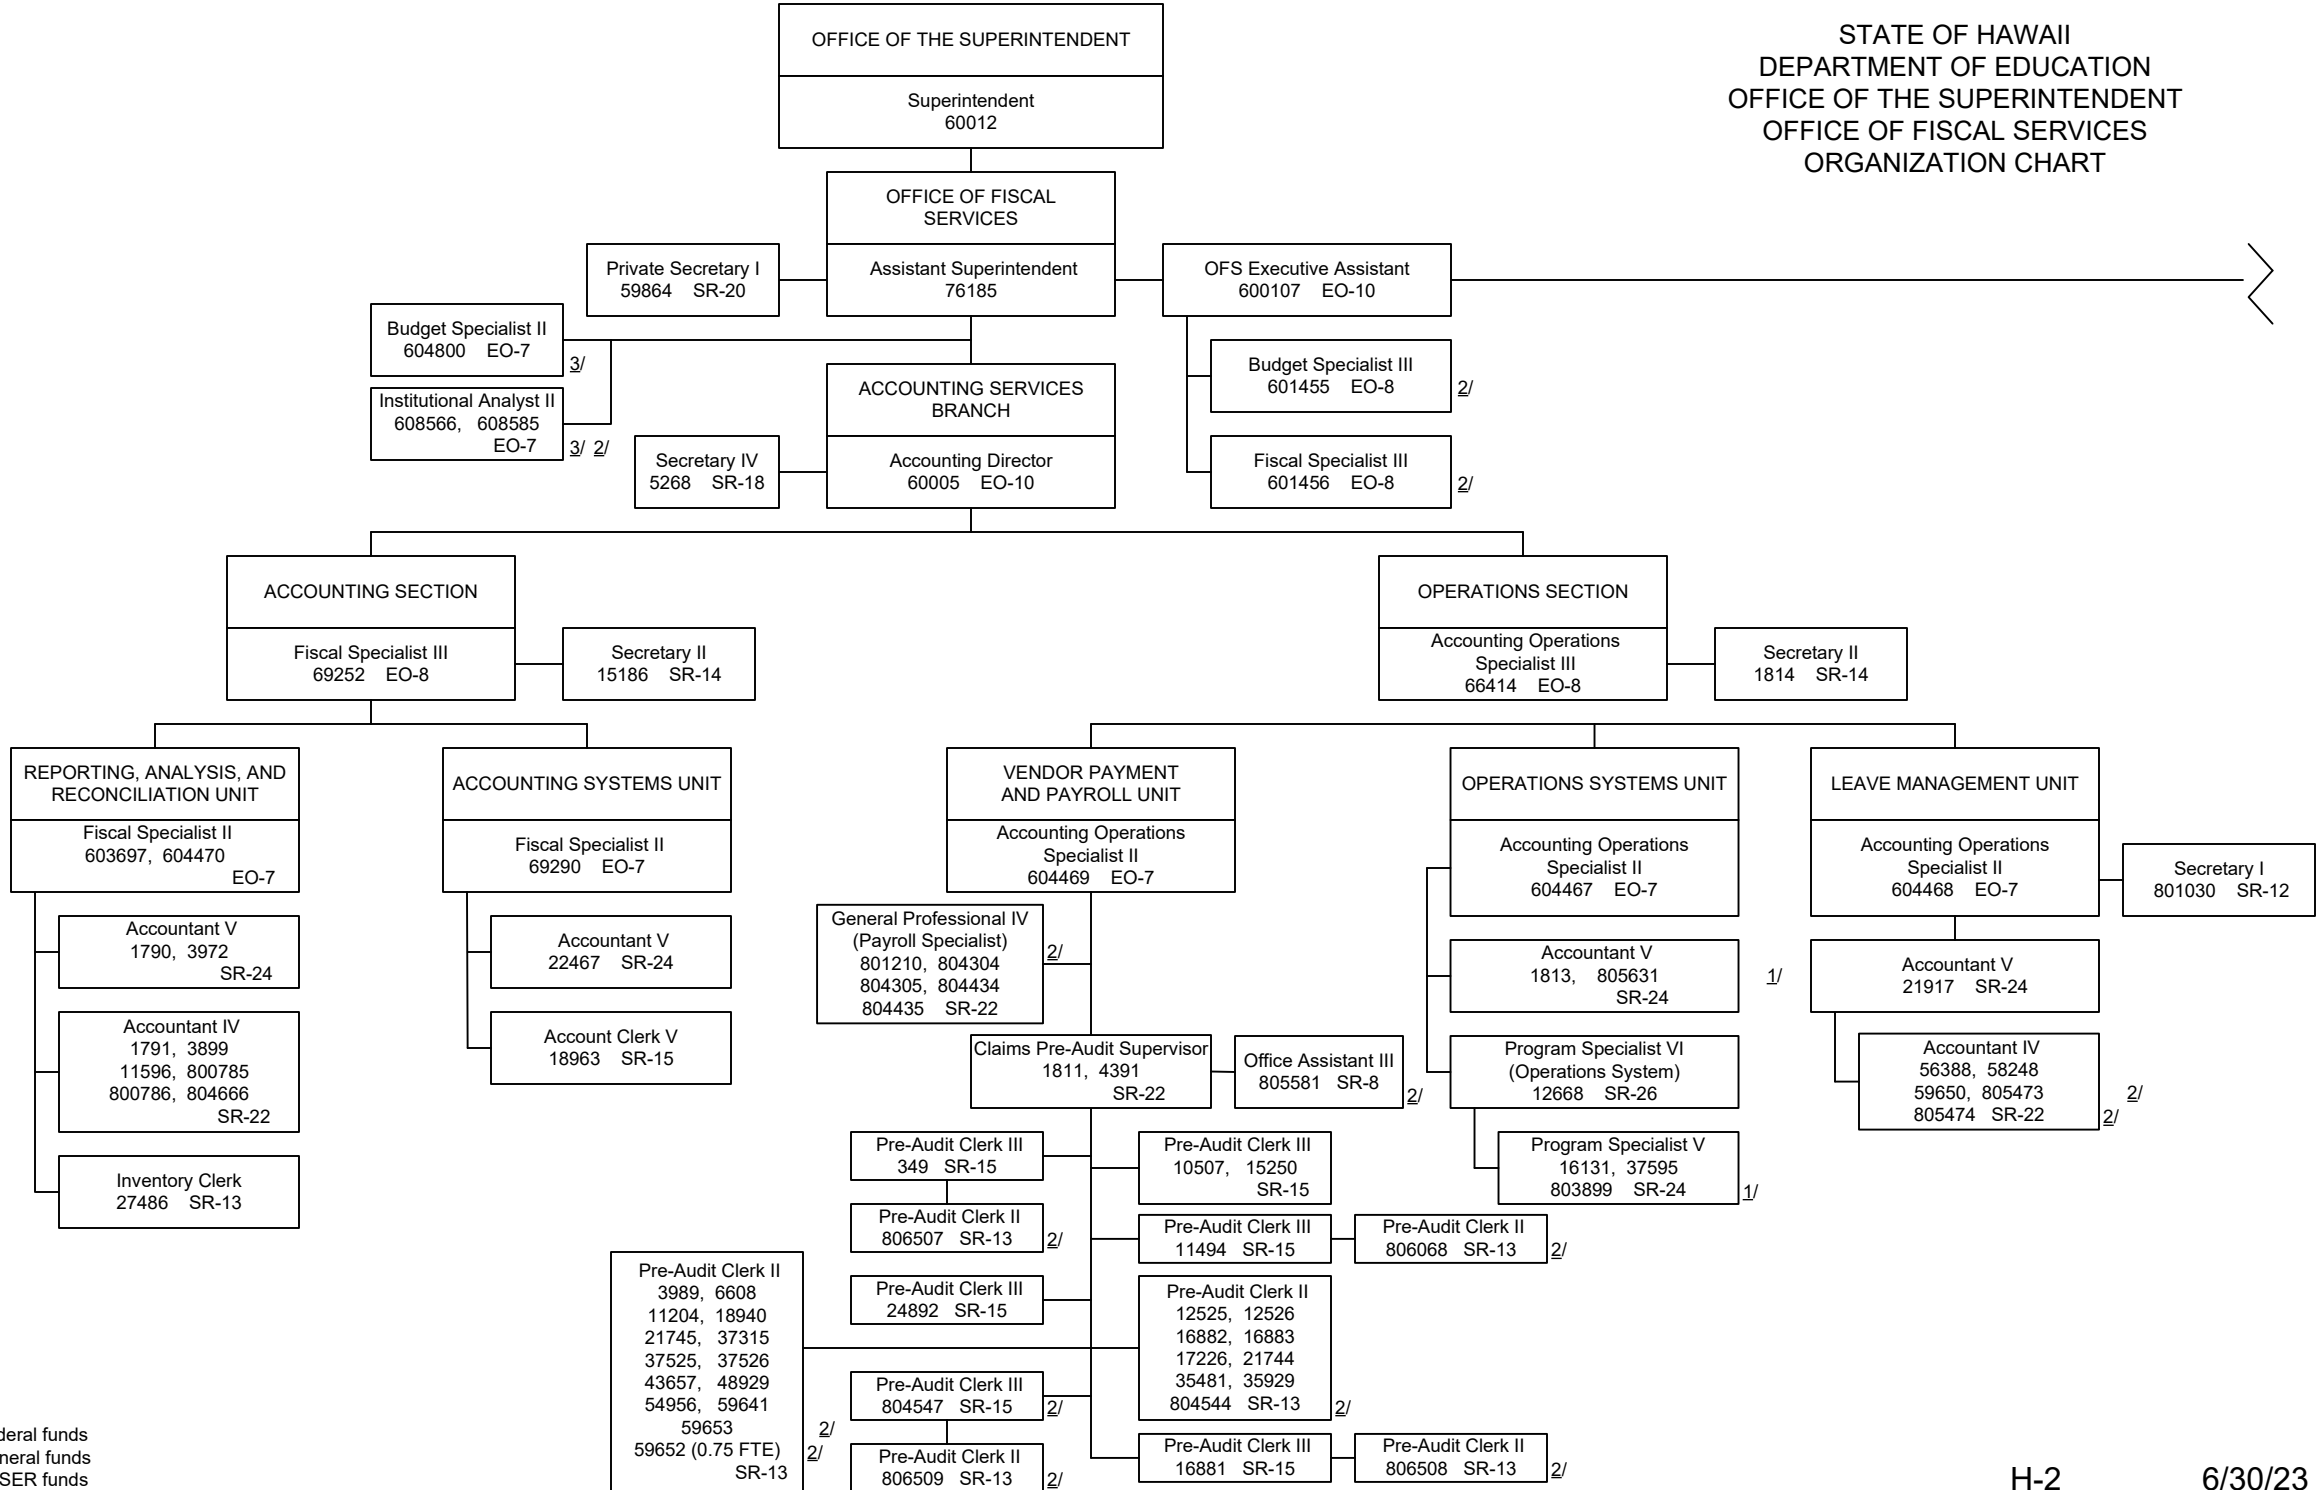 STATE OF HAWAII
DEPARTMENT OF EDUCATION
OFFICE OF THE SUPERINTENDENT
OFFICE OF FISCAL SERVICES
ORGANIZATION CHART
OFFICE OF THE SUPERINTENDENT
Superintendent
60012
OFFICE OF FISCAL
SERVICES
Assistant Superintendent
76185
Private Secretary I
59864 SR-20
OFS Executive Assistant
600107 EO-10
Budget Specialist II
604800 EO-7
3/
Institutional Analyst II
608566, 608585
EO-7
3/ 2/
Budget Specialist III
601455 EO-8
2/
Fiscal Specialist III
601456 EO-8
2/
ACCOUNTING SERVICES
BRANCH
Accounting Director
60005 EO-10
Secretary IV
5268 SR-18
ACCOUNTING SECTION
Fiscal Specialist III
69252 EO-8
Secretary II
15186 SR-14
OPERATIONS SECTION
Accounting Operations
Specialist III
66414 EO-8
Secretary II
1814 SR-14
REPORTING, ANALYSIS, AND
RECONCILIATION UNIT
Fiscal Specialist II
603697, 604470
EO-7
Accountant V
1790, 3972
SR-24
Accountant IV
1791, 3899
11596, 800785
800786, 804666
SR-22
Inventory Clerk
27486 SR-13
ACCOUNTING SYSTEMS UNIT
Fiscal Specialist II
69290 EO-7
Accountant V
22467 SR-24
Account Clerk V
18963 SR-15
VENDOR PAYMENT
AND PAYROLL UNIT
Accounting Operations
Specialist II
604469 EO-7
General Professional IV
(Payroll Specialist)
801210, 804304
804305, 804434
804435 SR-22
2/
Claims Pre-Audit Supervisor
1811, 4391
SR-22
Office Assistant III
805581 SR-8
2/
Pre-Audit Clerk III
349 SR-15
Pre-Audit Clerk III
10507, 15250
SR-15
Pre-Audit Clerk II
806507 SR-13
2/
Pre-Audit Clerk III
11494 SR-15
Pre-Audit Clerk II
806068 SR-13
2/
Pre-Audit Clerk III
24892 SR-15
Pre-Audit Clerk II
3989, 6608
11204, 18940
21745, 37315
37525, 37526
43657, 48929
54956, 59641
59653
2/
59652 (0.75 FTE)
2/
SR-13
Pre-Audit Clerk II
12525, 12526
16882, 16883
17226, 21744
35481, 35929
804544 SR-13
2/
Pre-Audit Clerk III
804547 SR-15
2/
Pre-Audit Clerk II
806509 SR-13
2/
Pre-Audit Clerk III
16881 SR-15
Pre-Audit Clerk II
806508 SR-13
2/
OPERATIONS SYSTEMS UNIT
Accounting Operations
Specialist II
604467 EO-7
Accountant V
1813, 805631
SR-24
1/
Program Specialist VI
(Operations System)
12668 SR-26
Program Specialist V
16131, 37595
803899 SR-24
1/
LEAVE MANAGEMENT UNIT
Accounting Operations
Specialist II
604468 EO-7
Secretary I
801030 SR-12
Accountant V
21917 SR-24
Accountant IV
56388, 58248
59650, 805473
2/
805474 SR-22
2/
deral funds
neral funds
SER funds
H-2
6/30/23